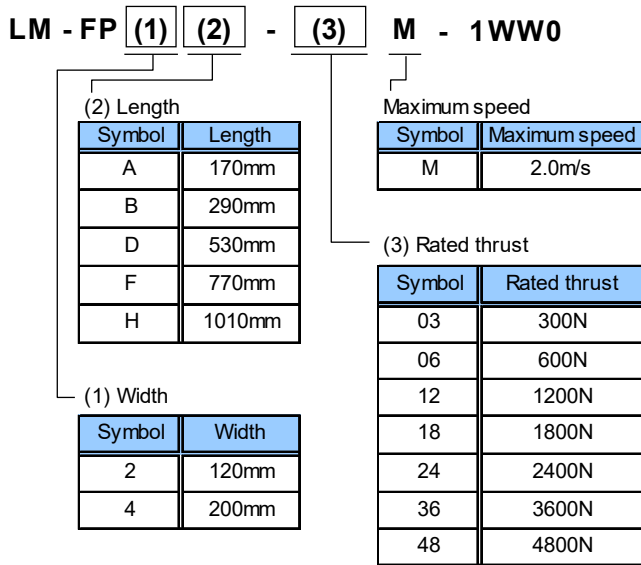 LM - FP (1) (2) - (3) M - 1WW0
(2) Length
Symbol Length
A 170mm
B 290mm
D 530mm
F 770mm
H 1010mm
(1) Width
Symbol Width
2 120mm
4 200mm
Maximum speed
Symbol Maximum speed
M 2.0m/s
(3) Rated thrust
Symbol Rated thrust
03 300N
06 600N
12 1200N
18 1800N
24 2400N
36 3600N
48 4800N